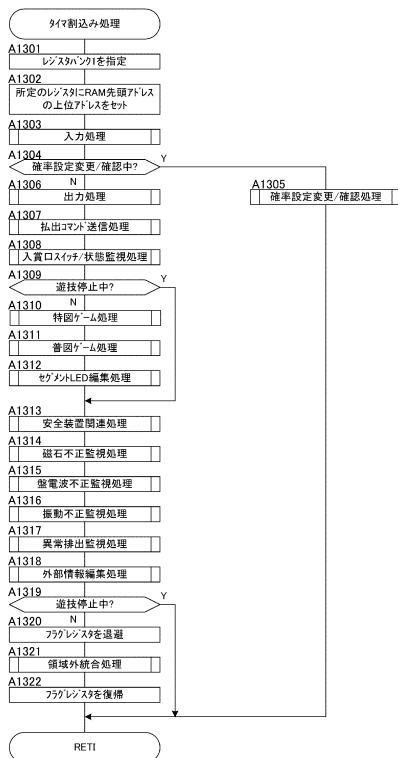 タイマ割込み処理
A1301
レジスタバンク1を指定
A1302
所定のレジスタにRAM先頭アドレス
の上位アドレスをセット
A1303
入力処理
A1304
確率設定変更/確認中?
Y
N
A1305
確率設定変更/確認処理
A1306
出力処理
A1307
払出コマンド送信処理
A1308
入賞口スイッチ/状態監視処理
A1309
遊技停止中?
Y
N
A1310
特図ゲーム処理
A1311
普図ゲーム処理
A1312
セグメントLED編集処理
A1313
安全装置関連処理
A1314
磁石不正監視処理
A1315
盤電波不正監視処理
A1316
振動不正監視処理
A1317
異常排出監視処理
A1318
外部情報編集処理
A1319
遊技停止中?
Y
N
A1320
フラグレジスタを退避
A1321
領域外統合処理
A1322
フラグレジスタを復帰
RETI